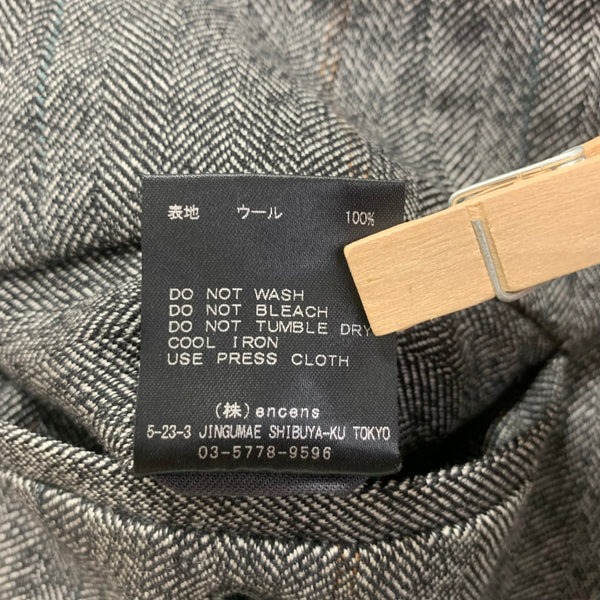 表地 ウール 100%
DO NOT WASH
DO NOT BLEACH
DO NOT TUMBLE DRY
COOL IRON
USE PRESS CLOTH
(株)encens
5-23-3 JINGUMAE SHIBUYA-KU TOKYO
03-5778-9596